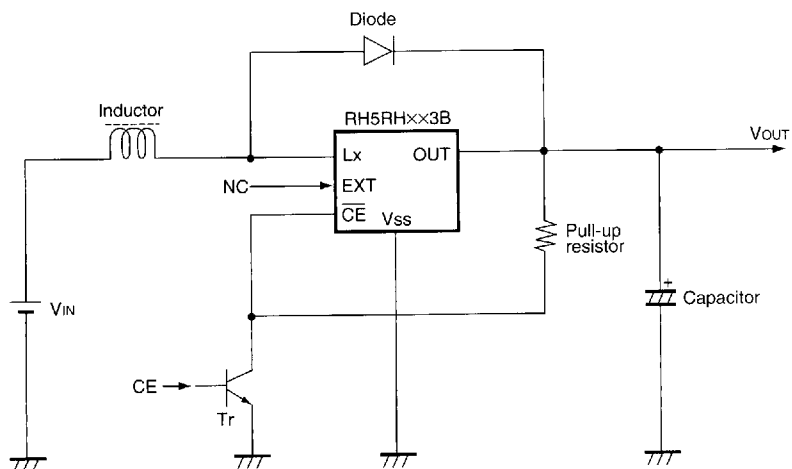 Diode
Inductor
RH5RH××3B
VOUT
Lx
OUT
NC
EXT
CE
Vss
Pull-up
resistor
+
VIN
Capacitor
CE
Tr